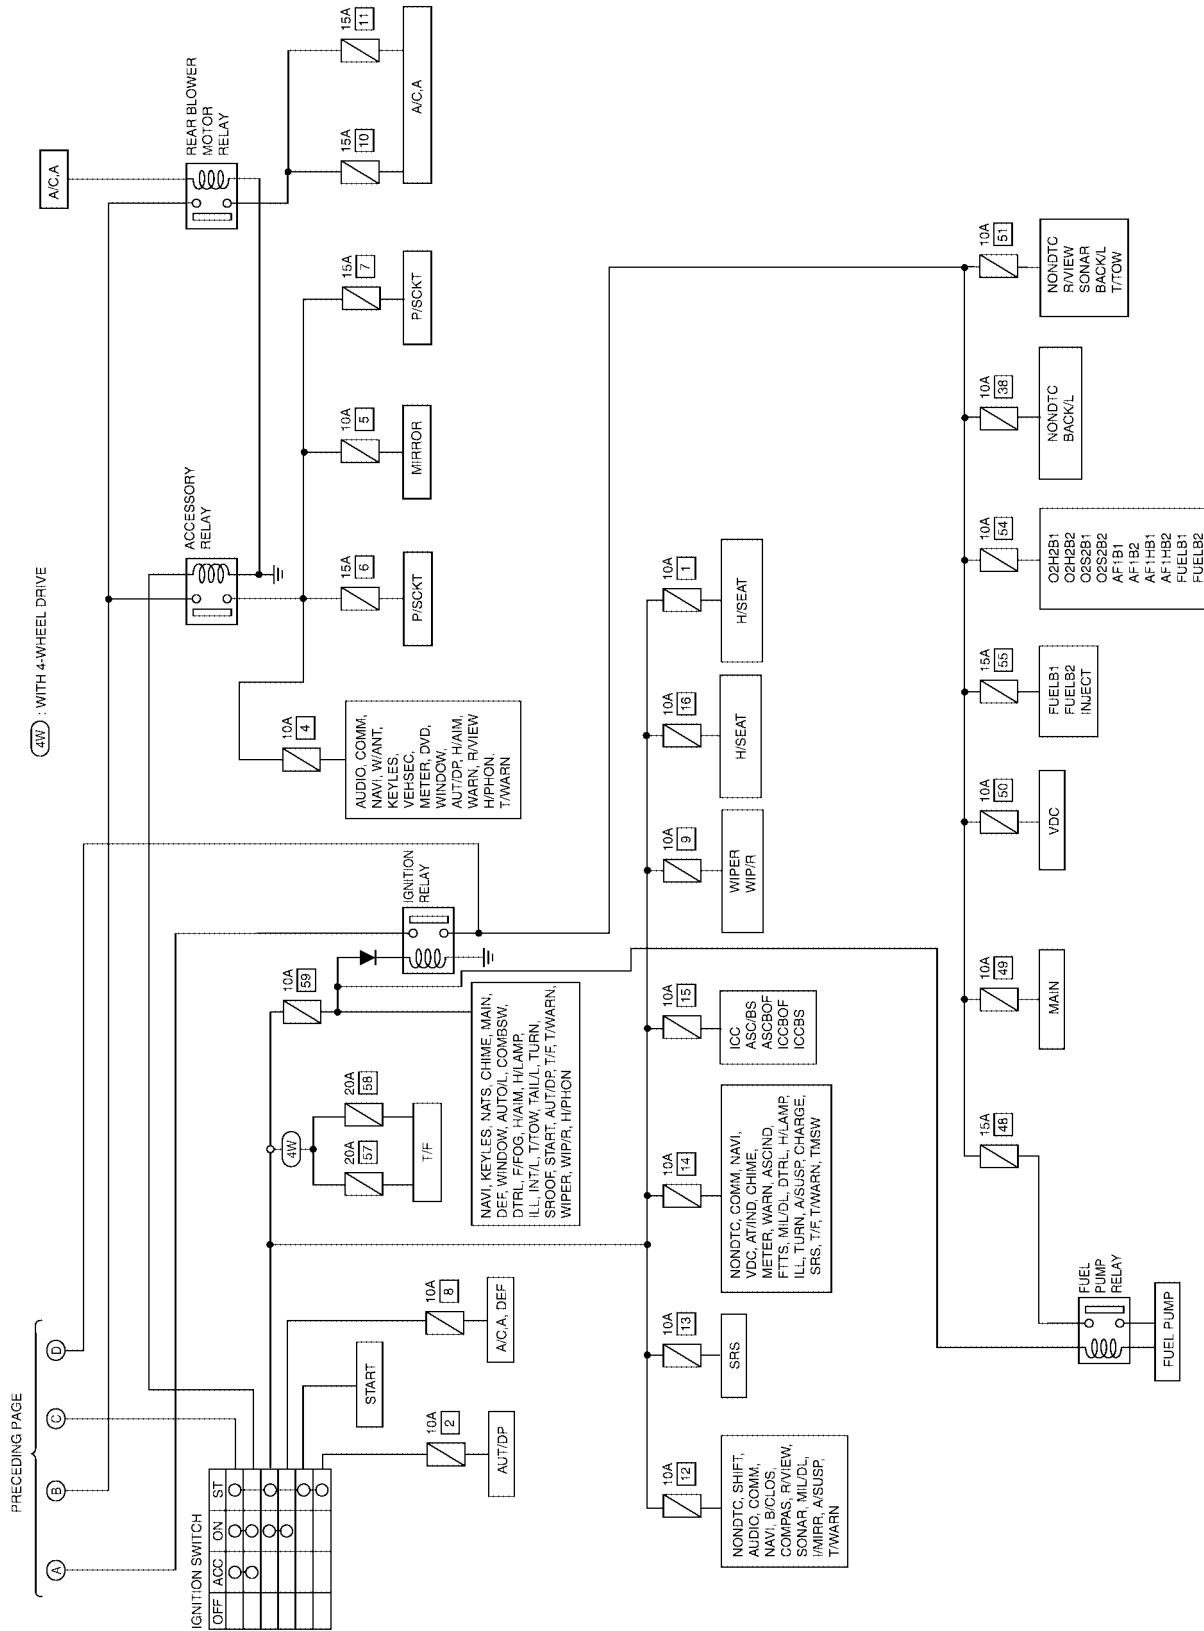 PRECEDING PAGE
A
B
C
D
4W : WITH 4-WHEEL DRIVE
A/C,A
IGNITION SWITCH
OFF ACC ON ST
ACCESSORY
RELAY
REAR BLOWER
MOTOR
RELAY
START
10A
2
AUT/DP
10A
8
A/C,A, DEF
4W
20A
57
20A
58
T/F
10A
59
NAVI, KEYLES, NATS, CHIME, MAIN,
DEF, WINDOW, AUTO/L, COMBSW,
DTRL, F/FOG, H/AIM, H/LAMP,
ILL, INT/L, T/TOW, TAIL/L, TURN,
SROOF, START, AUT/DP, T/F, T/WARN,
WIPER, WIP/R, H/PHON
IGNITION
RELAY
10A
4
AUDIO, COMM,
NAVI, W/ANT,
KEYLES,
VEHSEC,
METER, DVD,
WINDOW,
AUT/DP, H/AIM,
WARN, R/VIEW
H/PHON,
T/WARN
15A
6
P/SCKT
10A
5
MIRROR
15A
7
P/SCKT
15A
10
15A
11
A/C,A
10A
12
NONDTC, SHIFT,
AUDIO, COMM,
NAVI, B/CLOS,
COMPAS, R/VIEW,
SONAR, MIL/DL,
I/MIRR, A/SUSP,
T/WARN
10A
13
SRS
10A
14
NONDTC, COMM, NAVI,
VDC, AT/IND, CHIME,
METER, WARN, ASCIND,
FTTS, MIL/DL, DTRL, H/LAMP,
ILL, TURN, A/SUSP, CHARGE,
SRS, T/F, T/WARN, TMSW
10A
15
ICC
ASC/BS
ASCBOF
ICCBOF
ICCBS
10A
9
WIPER
WIP/R
10A
16
H/SEAT
10A
1
H/SEAT
FUEL
PUMP
RELAY
FUEL PUMP
15A
48
10A
49
MAIN
10A
50
VDC
15A
55
FUELB1
FUELB2
INJECT
10A
54
O2H2B1
O2H2B2
O2S2B1
O2S2B2
AF1B1
AF1B2
AF1HB1
AF1HB2
FUELB1
FUELB2
10A
38
NONDTC
BACK/L
10A
51
NONDTC
R/VIEW
SONAR
BACK/L
T/TOW